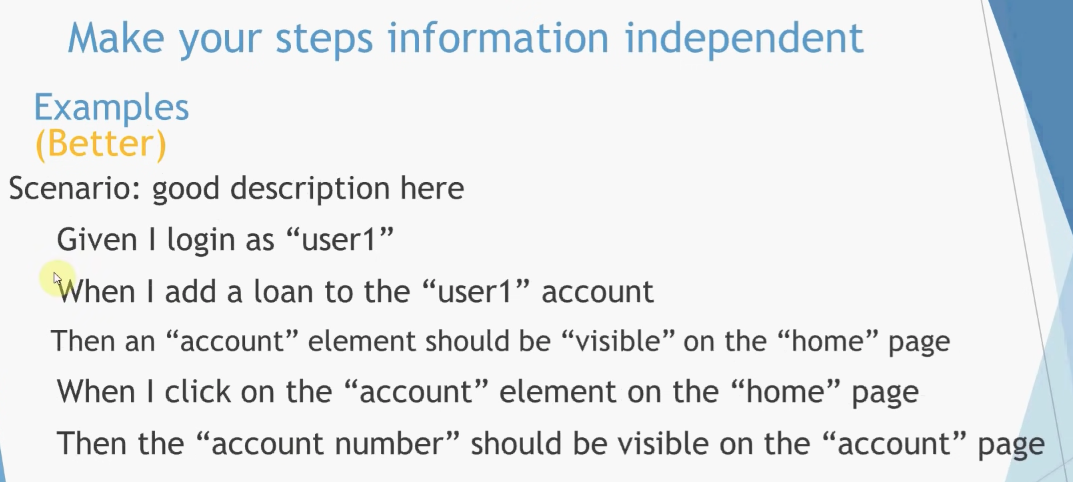 Make your steps information independent
Examples
(Better)
Scenario: good description here
Given I login as “user1”
When I add a loan to the “user1” account
Then an “account” element should be “visible” on the “home” page
When I click on the “account” element on the “home” page
Then the “account number” should be visible on the “account” page